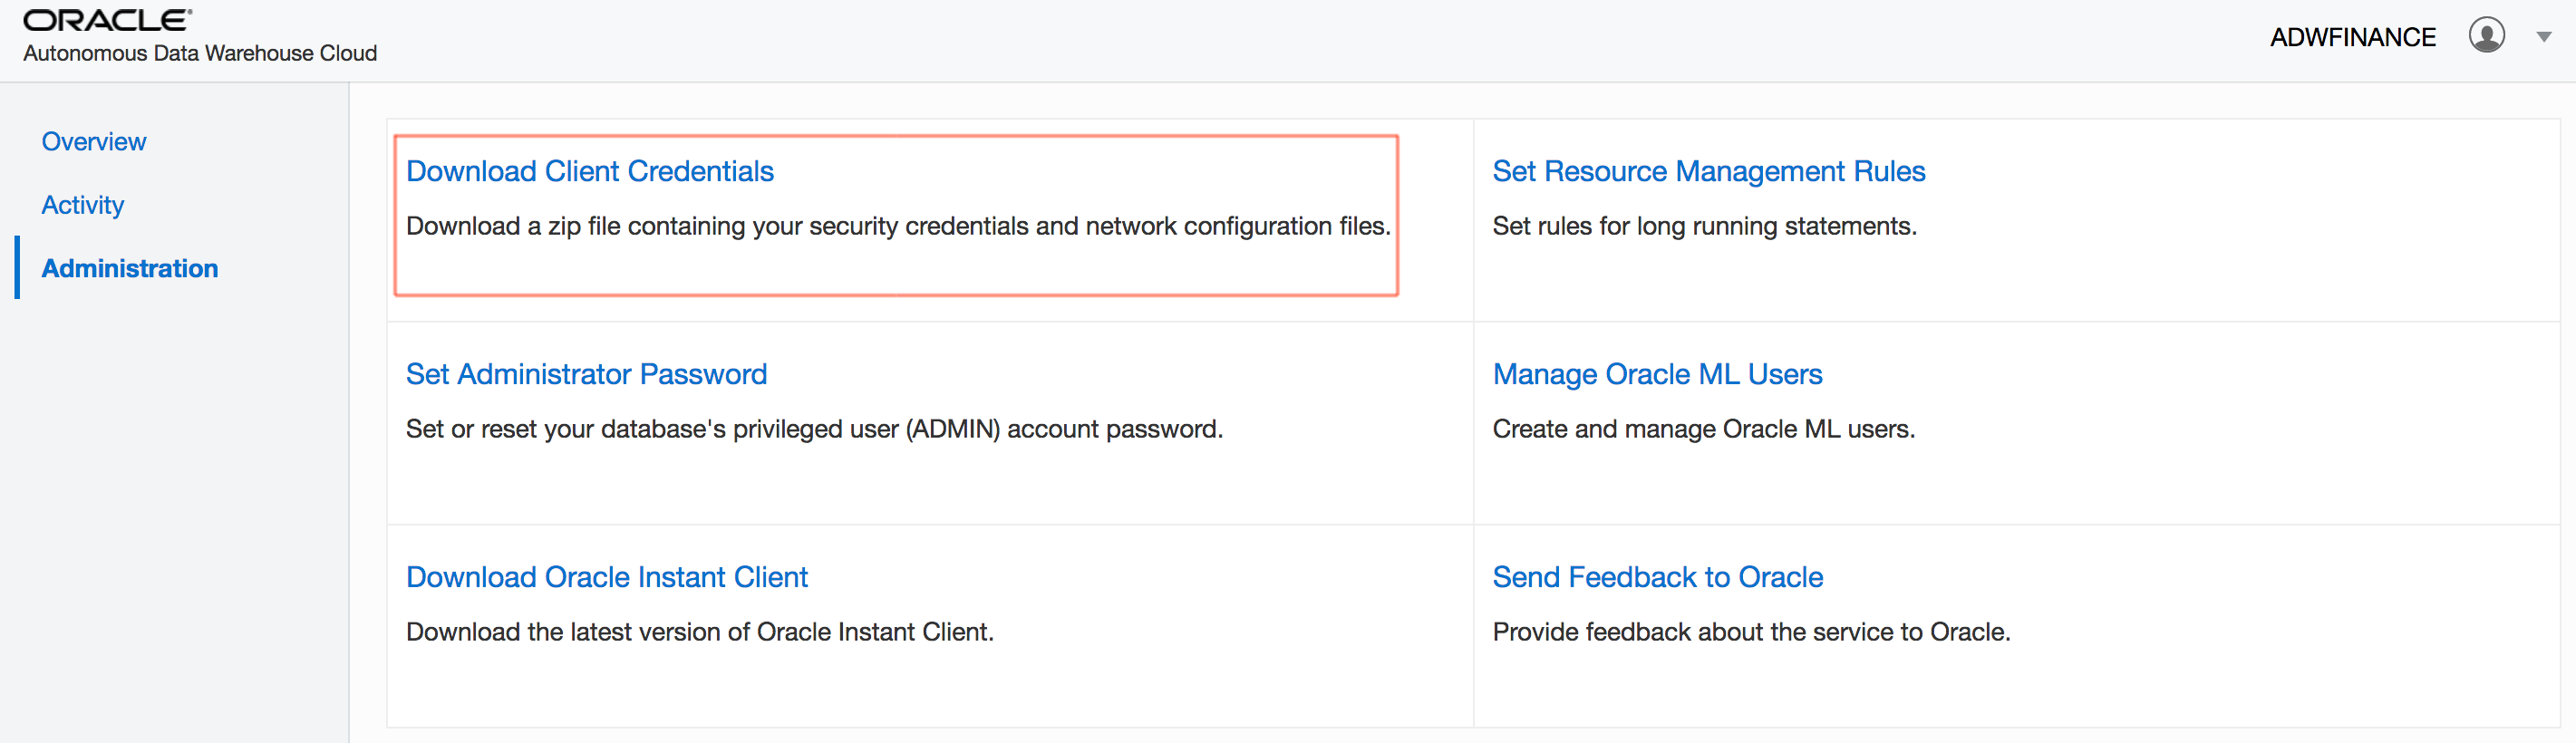 ORACLE®
Autonomous Data Warehouse Cloud
ADWFINANCE
Overview
Activity
Administration
Download Client Credentials
Download a zip file containing your security credentials and network configuration files.
Set Resource Management Rules
Set rules for long running statements.
Set Administrator Password
Set or reset your database's privileged user (ADMIN) account password.
Manage Oracle ML Users
Create and manage Oracle ML users.
Download Oracle Instant Client
Download the latest version of Oracle Instant Client.
Send Feedback to Oracle
Provide feedback about the service to Oracle.